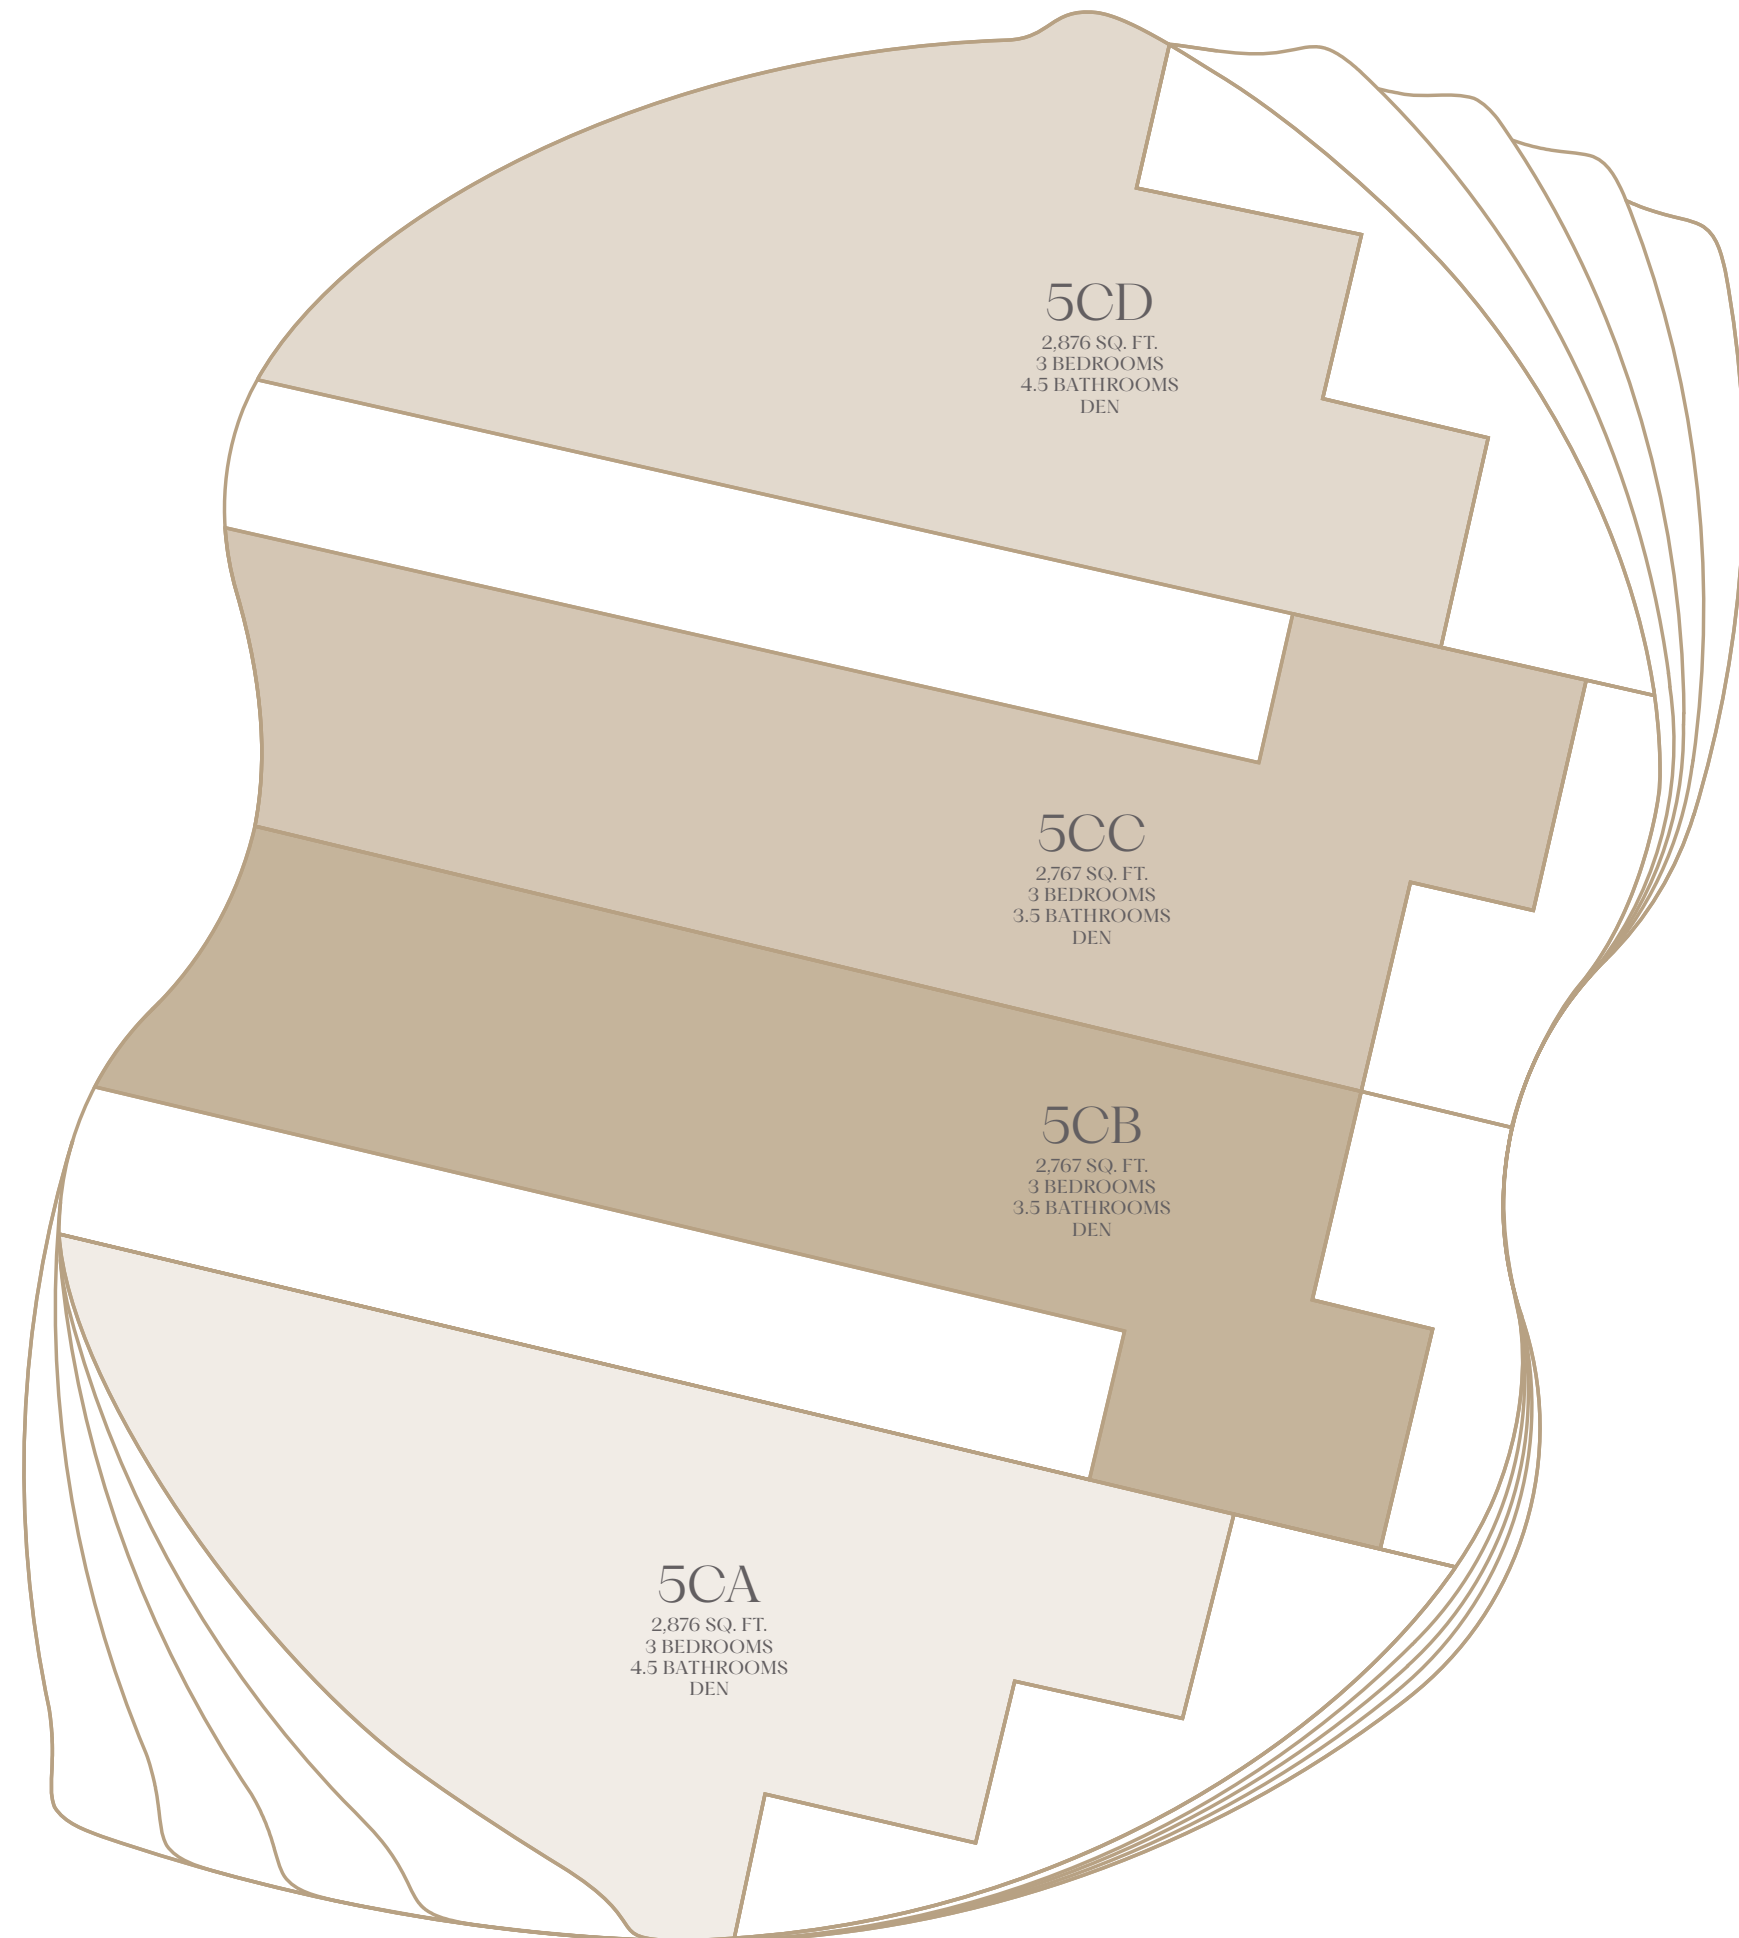 5CD
2,876 SQ. FT.
3 BEDROOMS
4.5 BATHROOMS
DEN
5CC
2,767 SQ. FT.
3 BEDROOMS
3.5 BATHROOMS
DEN
5CB
2,767 SQ. FT.
3 BEDROOMS
3.5 BATHROOMS
DEN
5CA
2,876 SQ. FT.
3 BEDROOMS
4.5 BATHROOMS
DEN